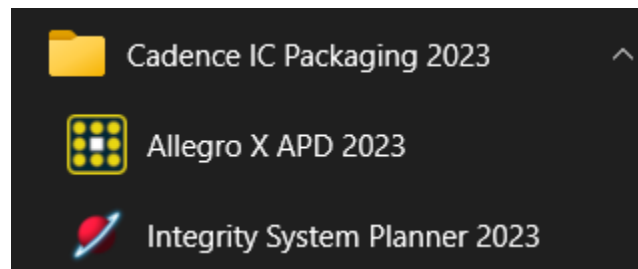 Cadence IC Packaging 2023
Allegro X APD 2023
Integrity System Planner 2023